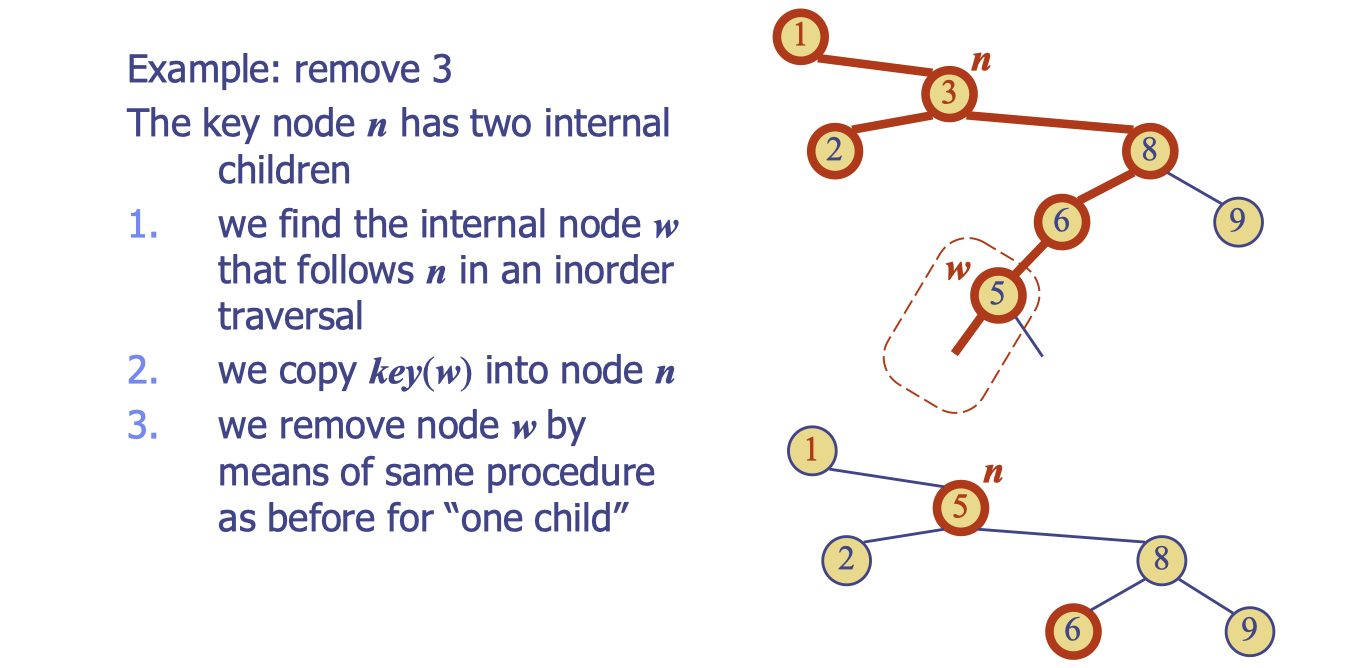 Example: remove 3
The key node n has two internal
children
1. we find the internal node w
that follows n in an inorder
traversal
2. we copy key(w) into node n
3. we remove node w by
means of same procedure
as before for “one child”
1
n
3
2
8
6
9
w
5
1
n
5
2
8
6
9